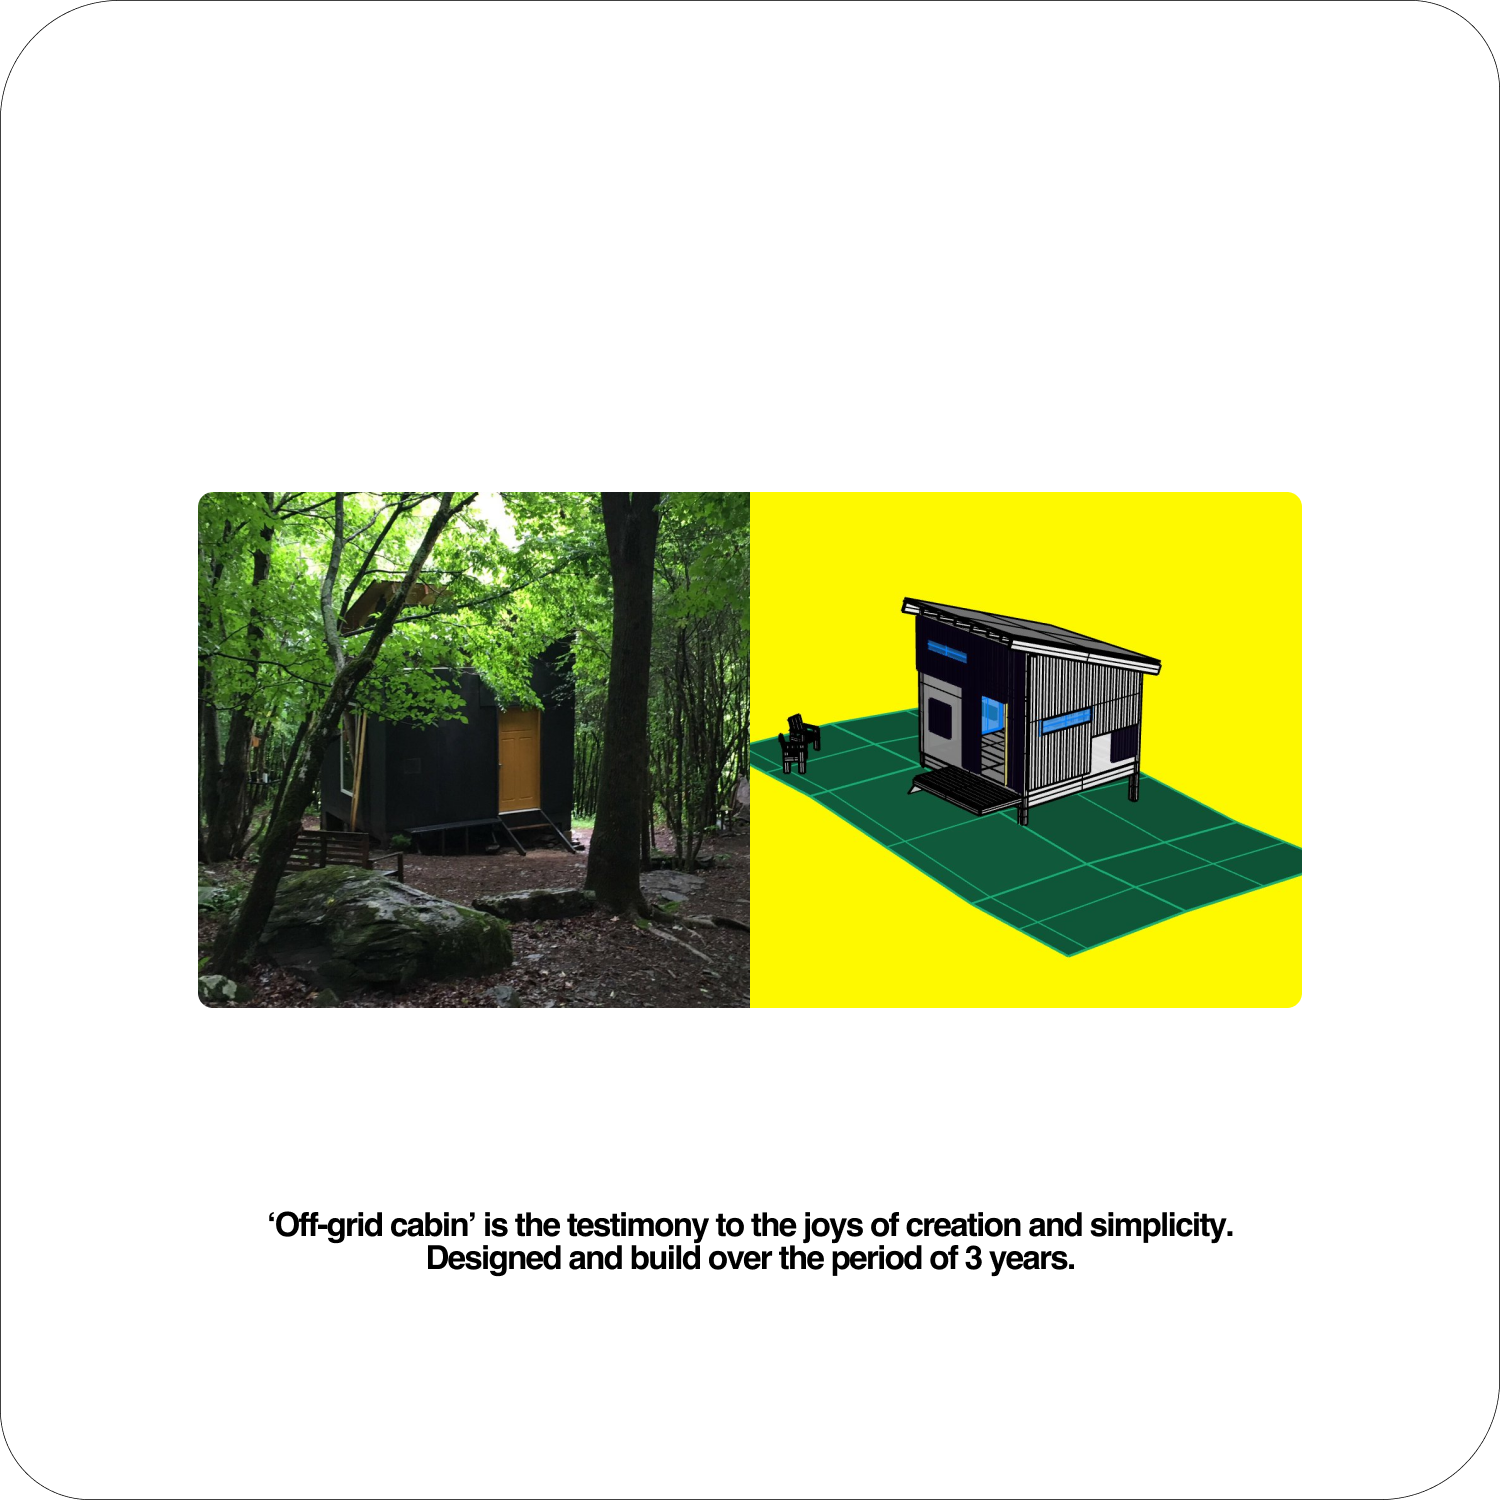 ‘Off-grid cabin’ is the testimony to the joys of creation and simplicity.
Designed and build over the period of 3 years.